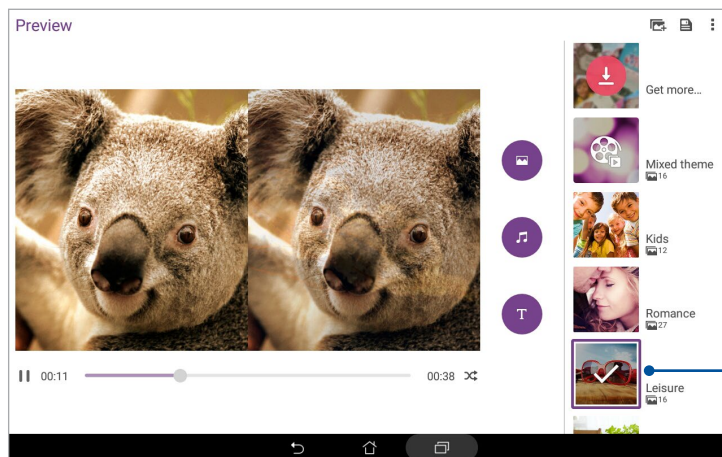 Preview
Get more...
Mixed theme
16
Kids
12
Romance
27
Leisure
16
T
00:11
00:38